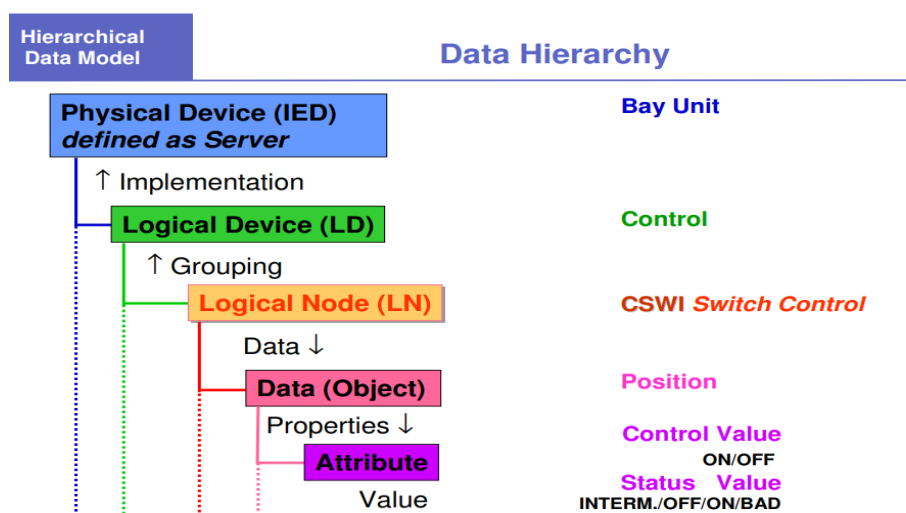 Hierarchical
Data Model
Data Hierarchy
Physical Device (IED)
defined as Server
Bay Unit
↑ Implementation
Logical Device (LD)
Control
↑ Grouping
Logical Node (LN)
CSWI Switch Control
Data ↓
Data (Object)
Position
Properties ↓
Control Value
ON/OFF
Attribute
Status Value
Value
INTERM./OFF/ON/BAD